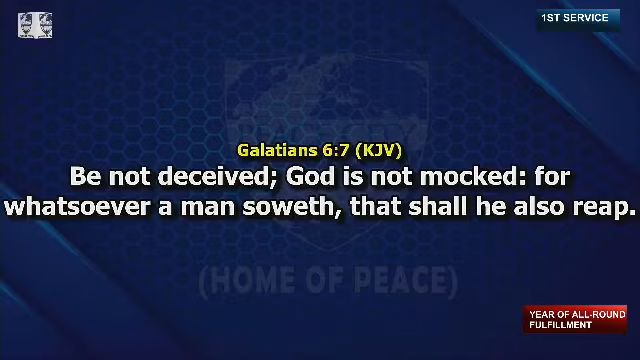 1ST SERVICE
Galatians 6:7 (KJV)
Be not deceived; God is not mocked: for
whatsoever a man soweth, that shall he also reap.
(HOME OF PEACE)
YEAR OF ALL-ROUND
FULFILLMENT